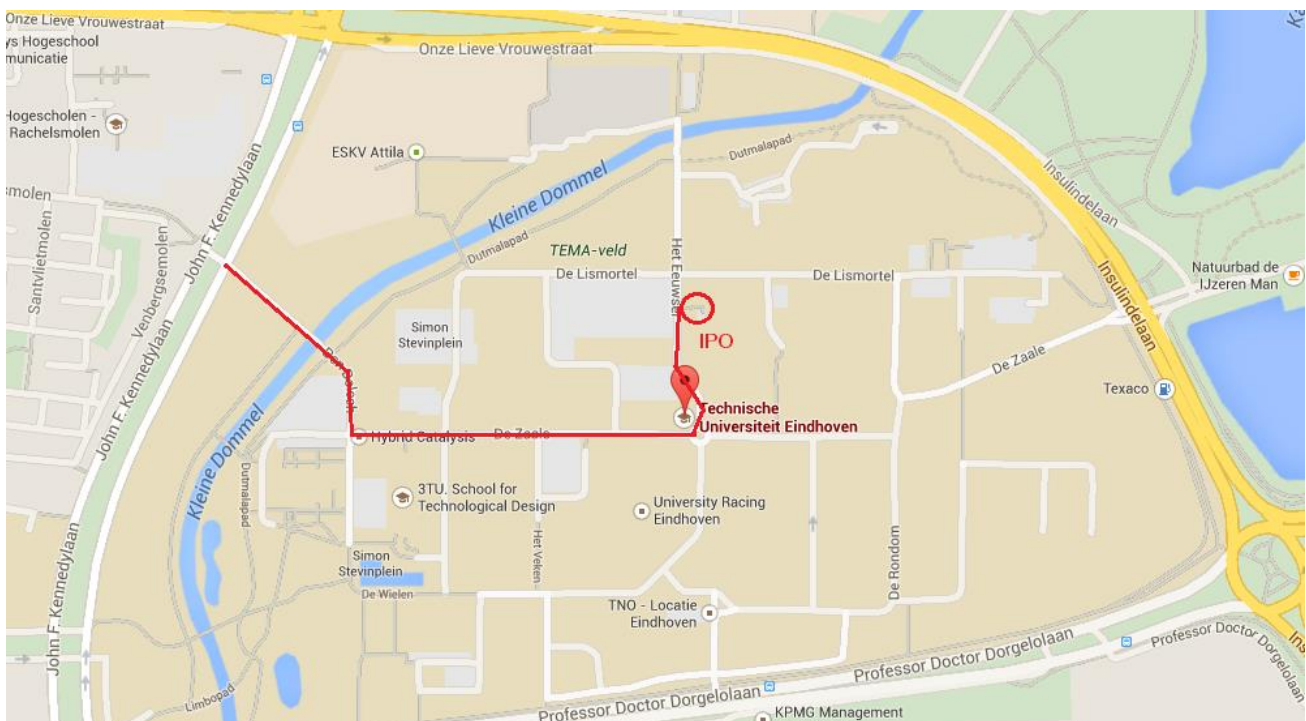 Onze Lieve Vrouwestraat
ys Hogeschool
municatie
Onze Lieve Vrouwestraat
Hogescholen -
Rachelsmolen
ESKV Attila
Dutmalapad
Insulindelaan
smolen
John F. Kennedylaan
Kleine Dommel
Santvlietmolen
Venbergsemolen
John F. Kennedylaan
Dutmalapad
TEMA-veld
Het Eeuwsel
De Lismortel
De Lismortel
Natuurbad de
IJzeren Man
Insulindelaan
Simon
Stevinplein
IPO
Den Dolech
De Zaale
Texaco
Technische
Universiteit Eindhoven
Hybrid Catalysis
De Zaale
John F. Kennedylaan
Kleine Dommel
Dutmalapad
3TU. School for
Technological Design
University Racing
Eindhoven
Het Veken
De Rondom
Simon
Stevinplein
De Wielen
TNO - Locatie
Eindhoven
John F. Kennedylaan
Limbopad
Professor Doctor Dorgelolaan
Professor Doctor Dorgelolaan
Professor Doctor Dorgelolaan
KPMG Management